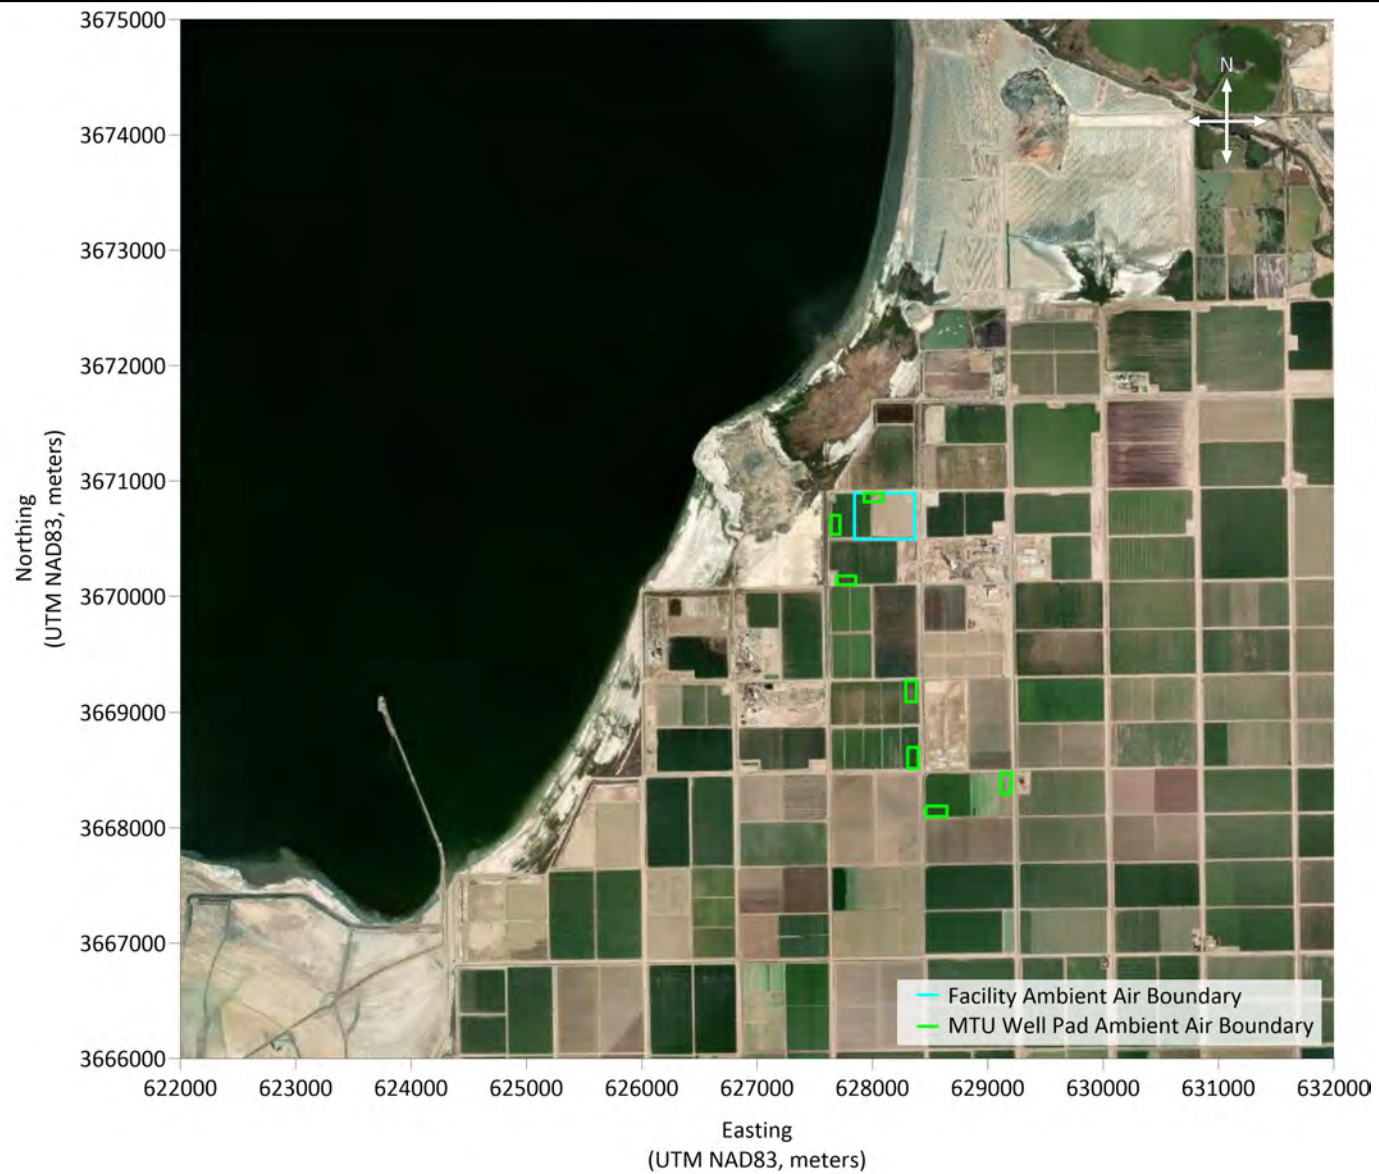 3675000
3674000
3673000
3672000
3671000
3670000
3669000
3668000
3667000
3666000
Northing
(UTM NAD83, meters)
N
Facility Ambient Air Boundary
MTU Well Pad Ambient Air Boundary
622000 623000 624000 625000 626000 627000 628000 629000 630000 631000 632000
Easting
(UTM NAD83, meters)